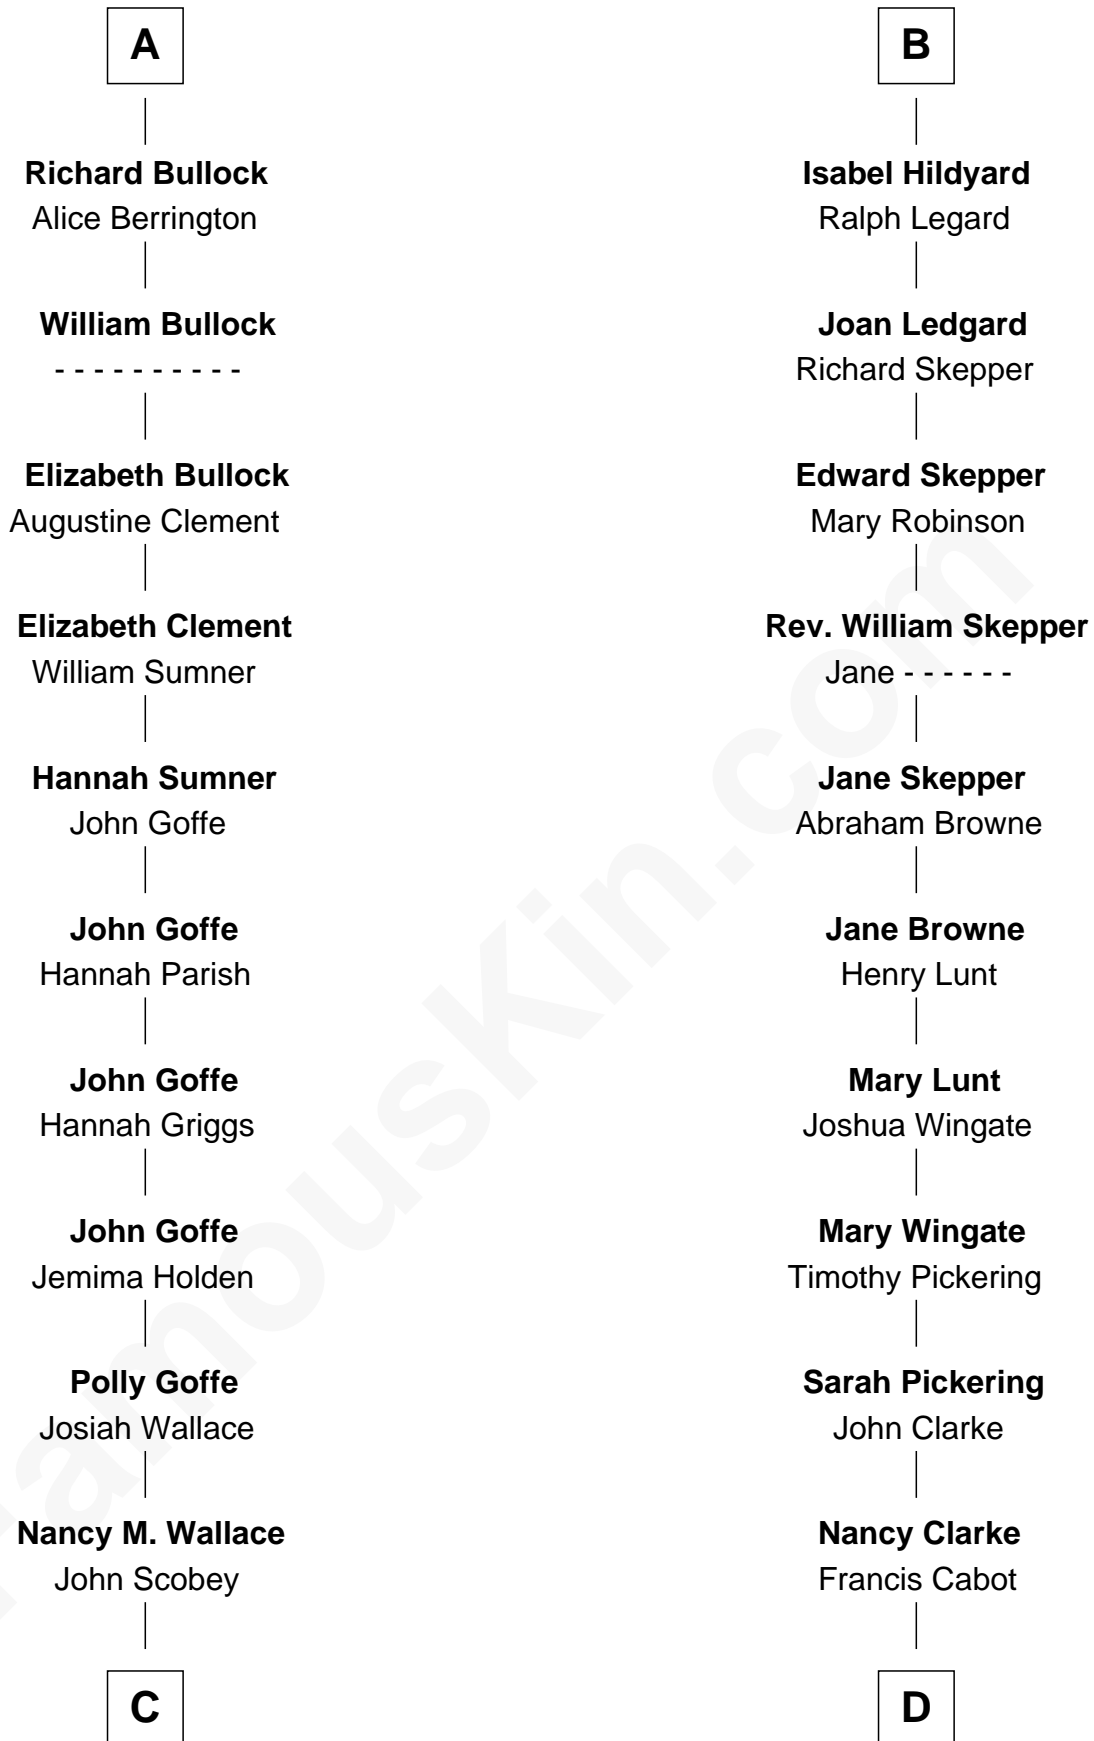 A
Richard Bullock
Alice Berrington
William Bullock
- - - - - - - - - -
Elizabeth Bullock
Augustine Clement
Elizabeth Clement
William Sumner
Hannah Sumner
John Goffe
John Goffe
Hannah Parish
John Goffe
Hannah Griggs
John Goffe
Jemima Holden
Polly Goffe
Josiah Wallace
Nancy M. Wallace
John Scobey
C
B
Isabel Hildyard
Ralph Legard
Joan Ledgard
Richard Skepper
Edward Skepper
Mary Robinson
Rev. William Skepper
Jane - - - - - -
Jane Skepper
Abraham Browne
Jane Browne
Henry Lunt
Mary Lunt
Joshua Wingate
Mary Wingate
Timothy Pickering
Sarah Pickering
John Clarke
Nancy Clarke
Francis Cabot
D
FamousKin.com